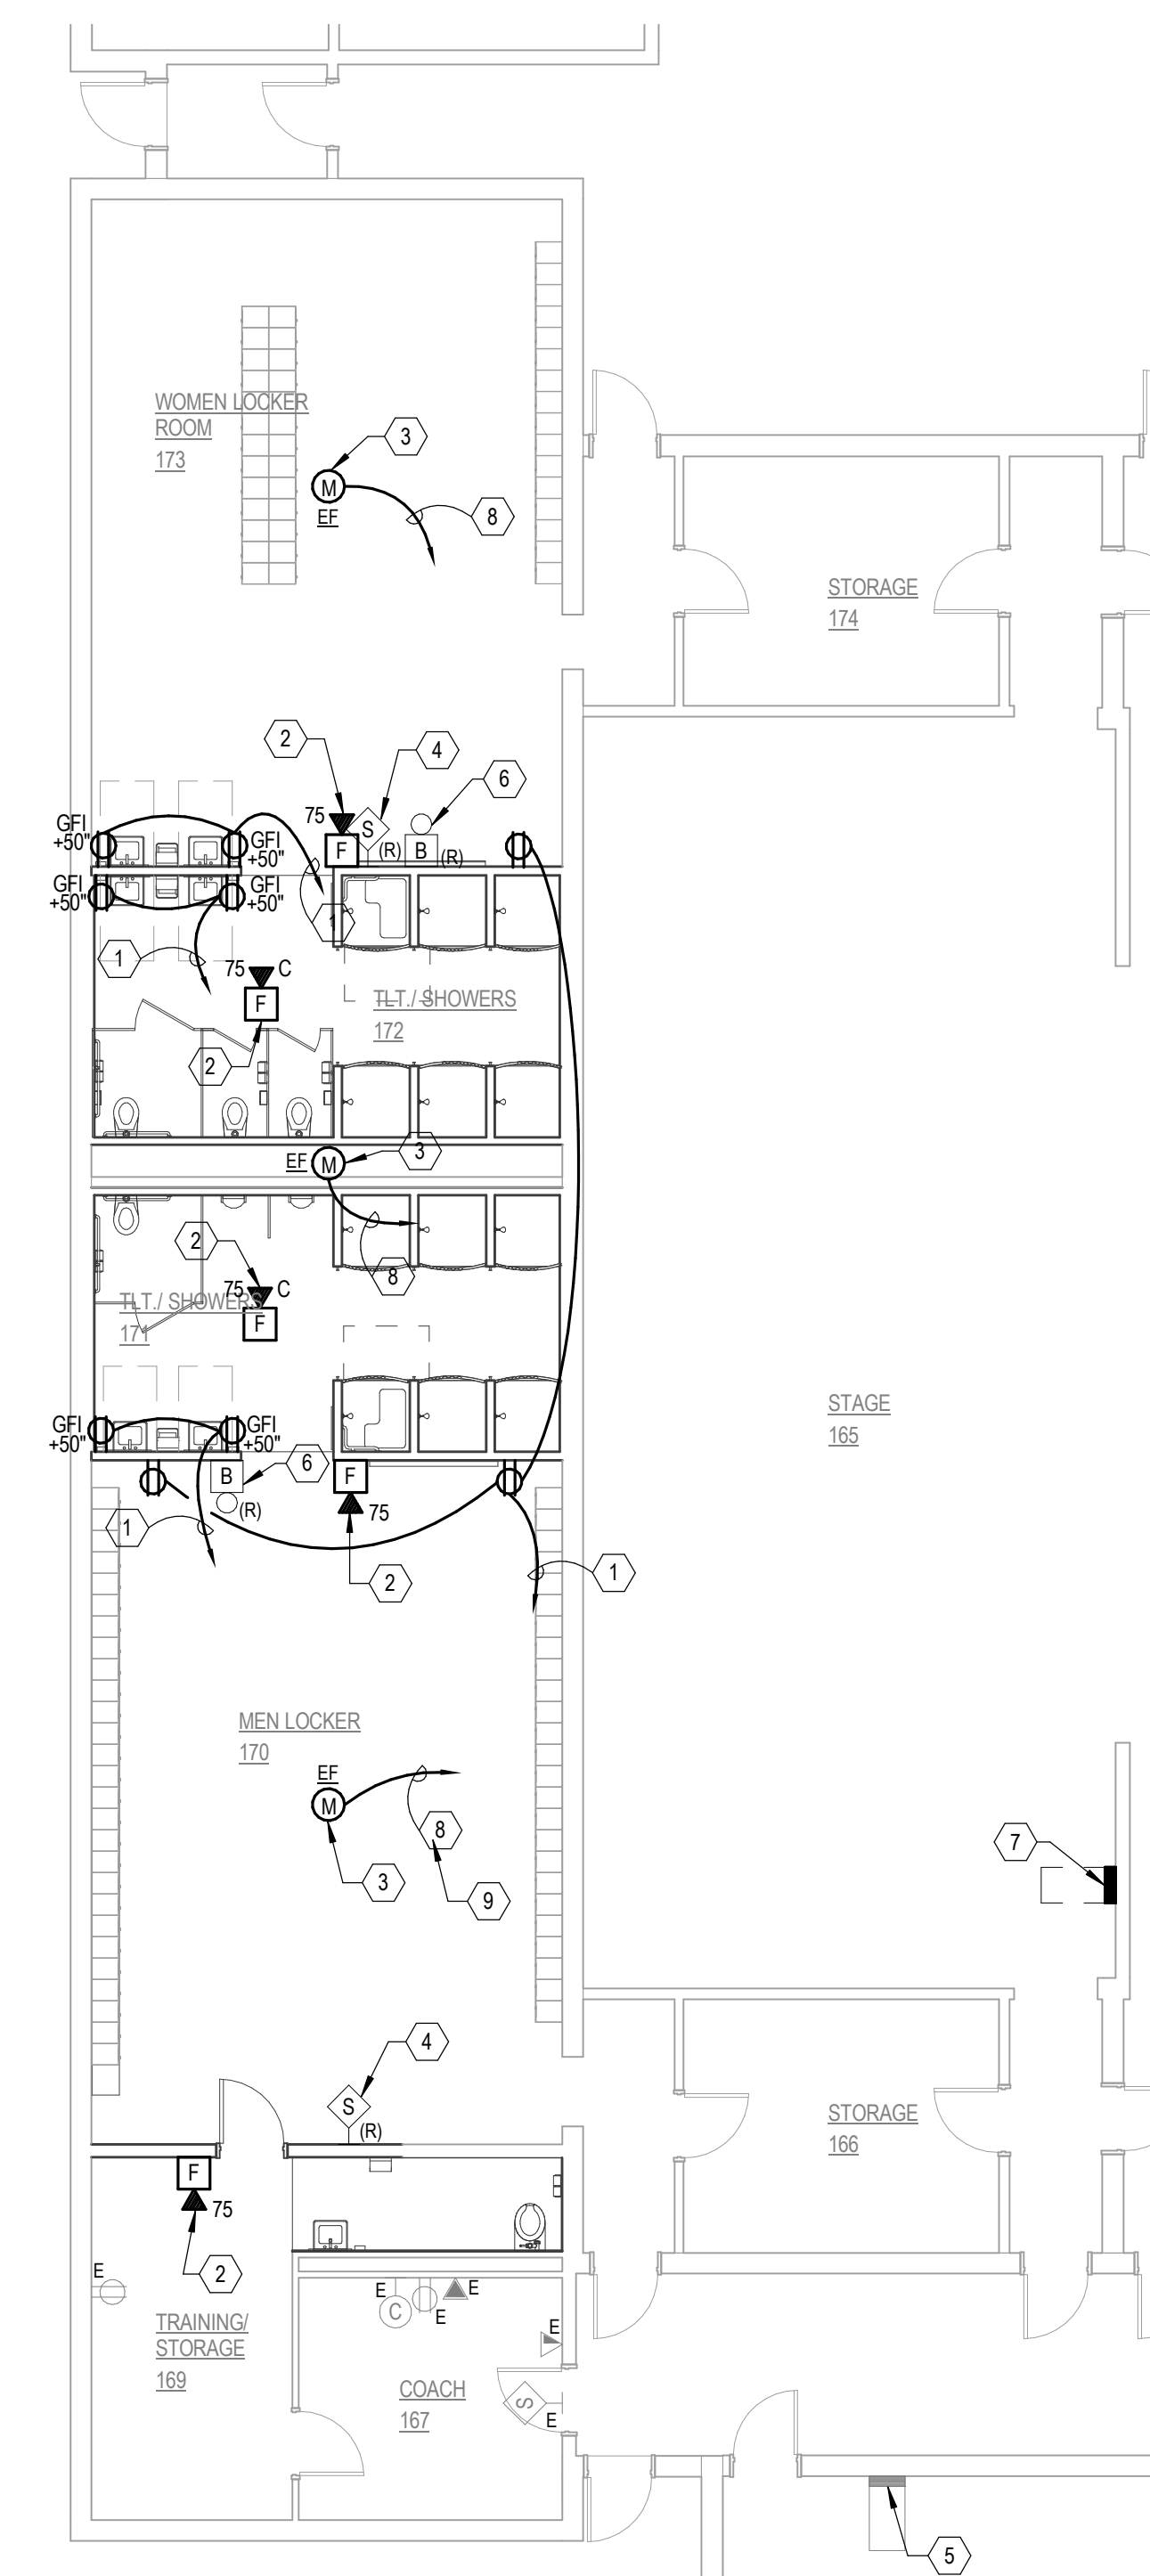 WOMEN LOCKER
ROOM
173
3
M
EF
8
STORAGE
174
2
4
6
75
S
F
(R)
B
(R)
GFI
+50"
GFI
+50"
GFI
+50"
GFI
+50"
1
1
75
C
F
TLT./ SHOWERS
172
2
EF
M
3
2
8
75
C
TLT./ SHOWERS
171
F
STAGE
165
GFI
+50"
GFI
+50"
B
6
F
(R)
75
1
2
1
MEN LOCKER
170
EF
M
8
3
9
7
4
S
(R)
STORAGE
166
F
75
2
E
TRAINING/
STORAGE
169
E
C
E
E
E
COACH
167
S
E
5